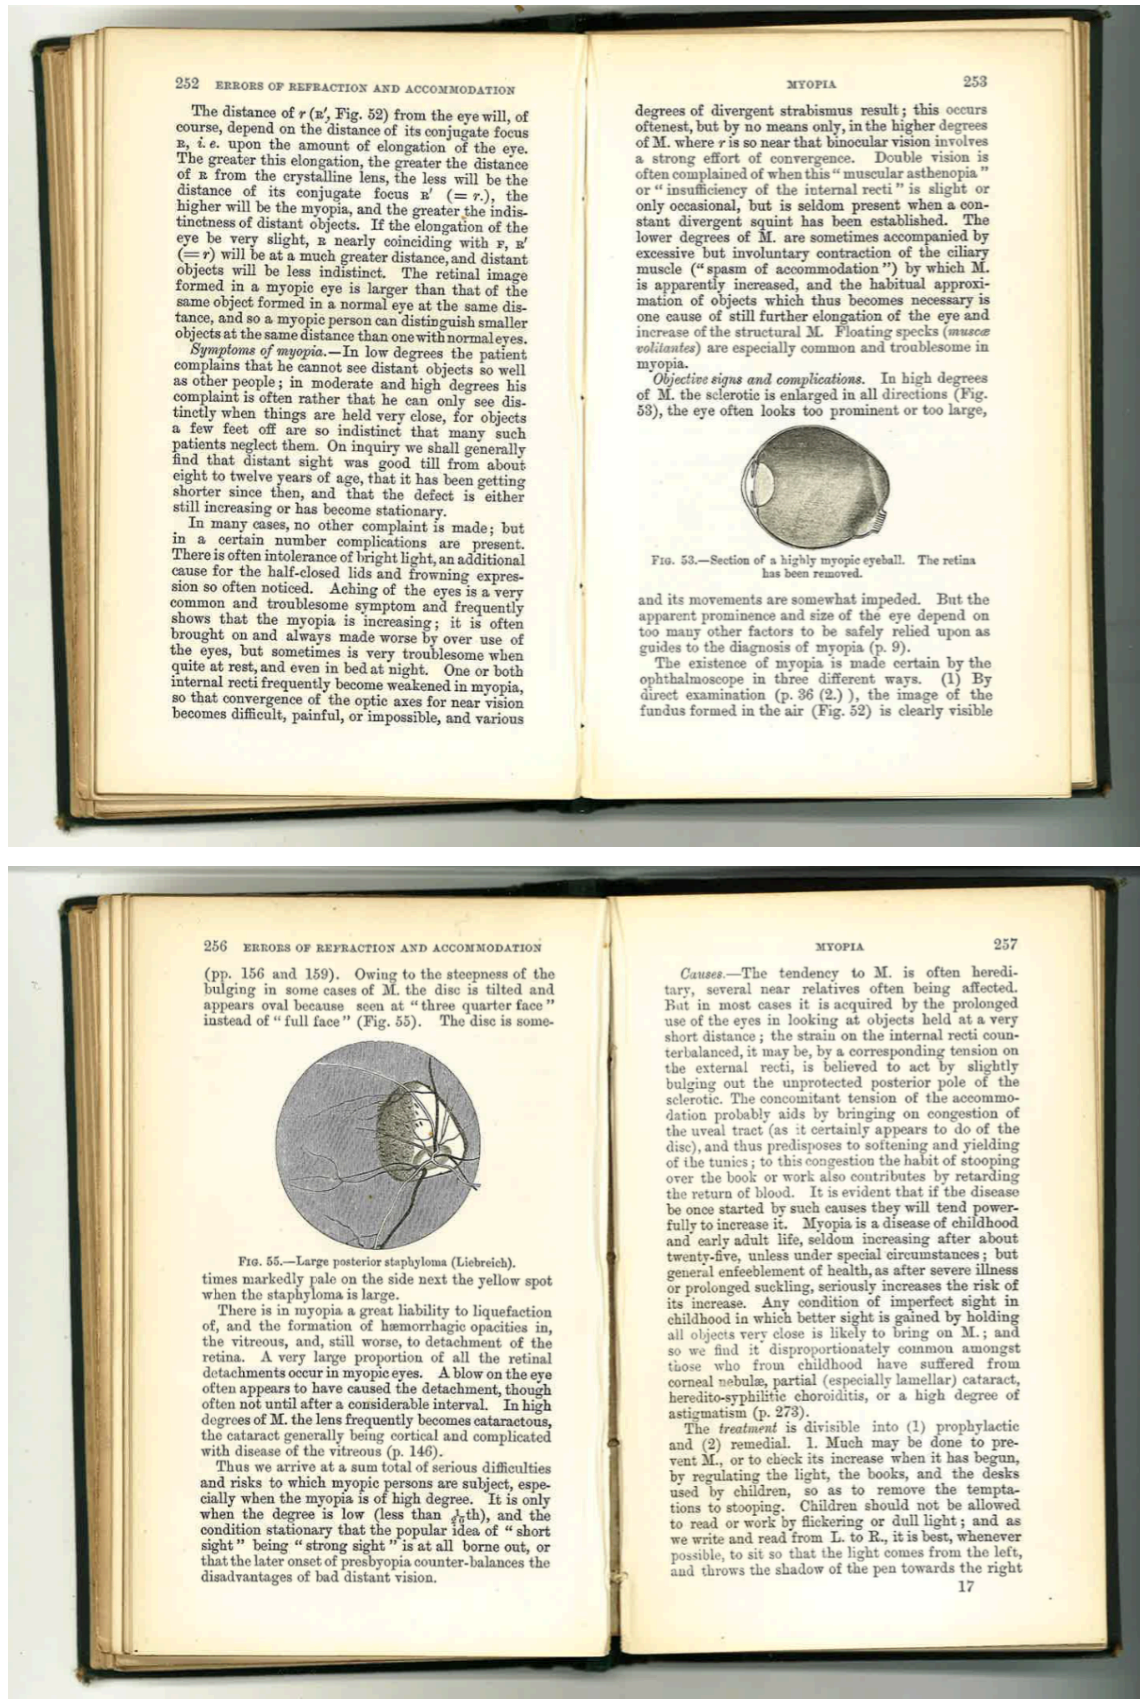 252 ERRORS OF REFRACTION AND ACCOMMODATION
The distance of r (R′, Fig. 52) from the eye will, of
course, depend on the distance of its conjugate focus
R, i. e. upon the amount of elongation of the eye.
The greater this elongation, the greater the distance
of R from the crystalline lens, the less will be the
distance of its conjugate focus R′ (= r.), the
higher will be the myopia, and the greater the indis-
tinctness of distant objects. If the elongation of the
eye be very slight, R nearly coinciding with F, R′
(= r) will be at a much greater distance, and distant
objects will be less indistinct. The retinal image
formed in a myopic eye is larger than that of the
same object formed in a normal eye at the same dis-
tance, and so a myopic person can distinguish smaller
objects at the same distance than one with normal eyes.
Symptoms of myopia.—In low degrees the patient
complains that he cannot see distant objects so well
as other people; in moderate and high degrees his
complaint is often rather that he can only see dis-
tinctly when things are held very close, for objects
a few feet off are so indistinct that many such
patients neglect them. On inquiry we shall generally
find that distant sight was good till from about
eight to twelve years of age, that it has been getting
shorter since then, and that the defect is either
still increasing or has become stationary.
In many cases, no other complaint is made; but
in a certain number complications are present.
There is often intolerance of bright light, an additional
cause for the half-closed lids and frowning expres-
sion so often noticed. Aching of the eyes is a very
common and troublesome symptom and frequently
shows that the myopia is increasing; it is often
brought on and always made worse by over use of
the eyes, but sometimes is very troublesome when
quite at rest, and even in bed at night. One or both
internal recti frequently become weakened in myopia,
so that convergence of the optic axes for near vision
becomes difficult, painful, or impossible, and various
MYOPIA 253
degrees of divergent strabismus result; this occurs
oftenest, but by no means only, in the higher degrees
of M. where r is so near that binocular vision involves
a strong effort of convergence. Double vision is
often complained of when this “muscular asthenopia”
or “insufficiency of the internal recti” is slight or
only occasional, but is seldom present when a con-
stant divergent squint has been established. The
lower degrees of M. are sometimes accompanied by
excessive but involuntary contraction of the ciliary
muscle (“spasm of accommodation”) by which M.
is apparently increased, and the habitual approxi-
mation of objects which thus becomes necessary is
one cause of still further elongation of the eye and
increase of the structural M. Floating specks (muscæ
volitantes) are especially common and troublesome in
myopia.
Objective signs and complications. In high degrees
of M. the sclerotic is enlarged in all directions (Fig.
53), the eye often looks too prominent or too large,
FIG. 53.—Section of a highly myopic eyeball. The retina
has been removed.
and its movements are somewhat impeded. But the
apparent prominence and size of the eye depend on
too many other factors to be safely relied upon as
guides to the diagnosis of myopia (p. 9).
The existence of myopia is made certain by the
ophthalmoscope in three different ways. (1) By
direct examination (p. 36 (2.) ), the image of the
fundus formed in the air (Fig. 52) is clearly visible
256 ERRORS OF REFRACTION AND ACCOMMODATION
(pp. 156 and 159). Owing to the steepness of the
bulging in some cases of M. the disc is tilted and
appears oval because seen at “three quarter face”
instead of “full face” (Fig. 55). The disc is some-
FIG. 55.—Large posterior staphyloma (Liebreich).
times markedly pale on the side next the yellow spot
when the staphyloma is large.
There is in myopia a great liability to liquefaction
of, and the formation of hæmorrhagic opacities in,
the vitreous, and, still worse, to detachment of the
retina. A very large proportion of all the retinal
detachments occur in myopic eyes. A blow on the eye
often appears to have caused the detachment, though
often not until after a considerable interval. In high
degrees of M. the lens frequently becomes cataractous,
the cataract generally being cortical and complicated
with disease of the vitreous (p. 146).
Thus we arrive at a sum total of serious difficulties
and risks to which myopic persons are subject, espe-
cially when the myopia is of high degree. It is only
when the degree is low (less than th), and the
condition stationary that the popular idea of “short
sight” being “strong sight” is at all borne out, or
that the later onset of presbyopia counter-balances the
disadvantages of bad distant vision.
MYOPIA 257
Causes.—The tendency to M. is often heredi-
tary, several near relatives often being affected.
But in most cases it is acquired by the prolonged
use of the eyes in looking at objects held at a very
short distance; the strain on the internal recti coun-
terbalanced, it may be, by a corresponding tension on
the external recti, is believed to act by slightly
bulging out the unprotected posterior pole of the
sclerotic. The concomitant tension of the accommo-
dation probably aids by bringing on congestion of
the uveal tract (as it certainly appears to do of the
disc), and thus predisposes to softening and yielding
of the tunics; to this congestion the habit of stooping
over the book or work also contributes by retarding
the return of blood. It is evident that if the disease
be once started by such causes they will tend power-
fully to increase it. Myopia is a disease of childhood
and early adult life, seldom increasing after about
twenty-five, unless under special circumstances; but
general enfeeblement of health, as after severe illness
or prolonged suckling, seriously increases the risk of
its increase. Any condition of imperfect sight in
childhood in which better sight is gained by holding
all objects very close is likely to bring on M.; and
so we find it disproportionately common amongst
those who from childhood have suffered from
corneal nebulæ, partial (especially lamellar) cataract,
heredito-syphilitic choroiditis, or a high degree of
astigmatism (p. 273).
The treatment is divisible into (1) prophylactic
and (2) remedial. 1. Much may be done to pre-
vent M., or to check its increase when it has begun,
by regulating the light, the books, and the desks
used by children, so as to remove the tempta-
tions to stooping. Children should not be allowed
to read or work by flickering or dull light; and as
we write and read from L. to R., it is best, whenever
possible, to sit so that the light comes from the left,
and throws the shadow of the pen towards the right
17